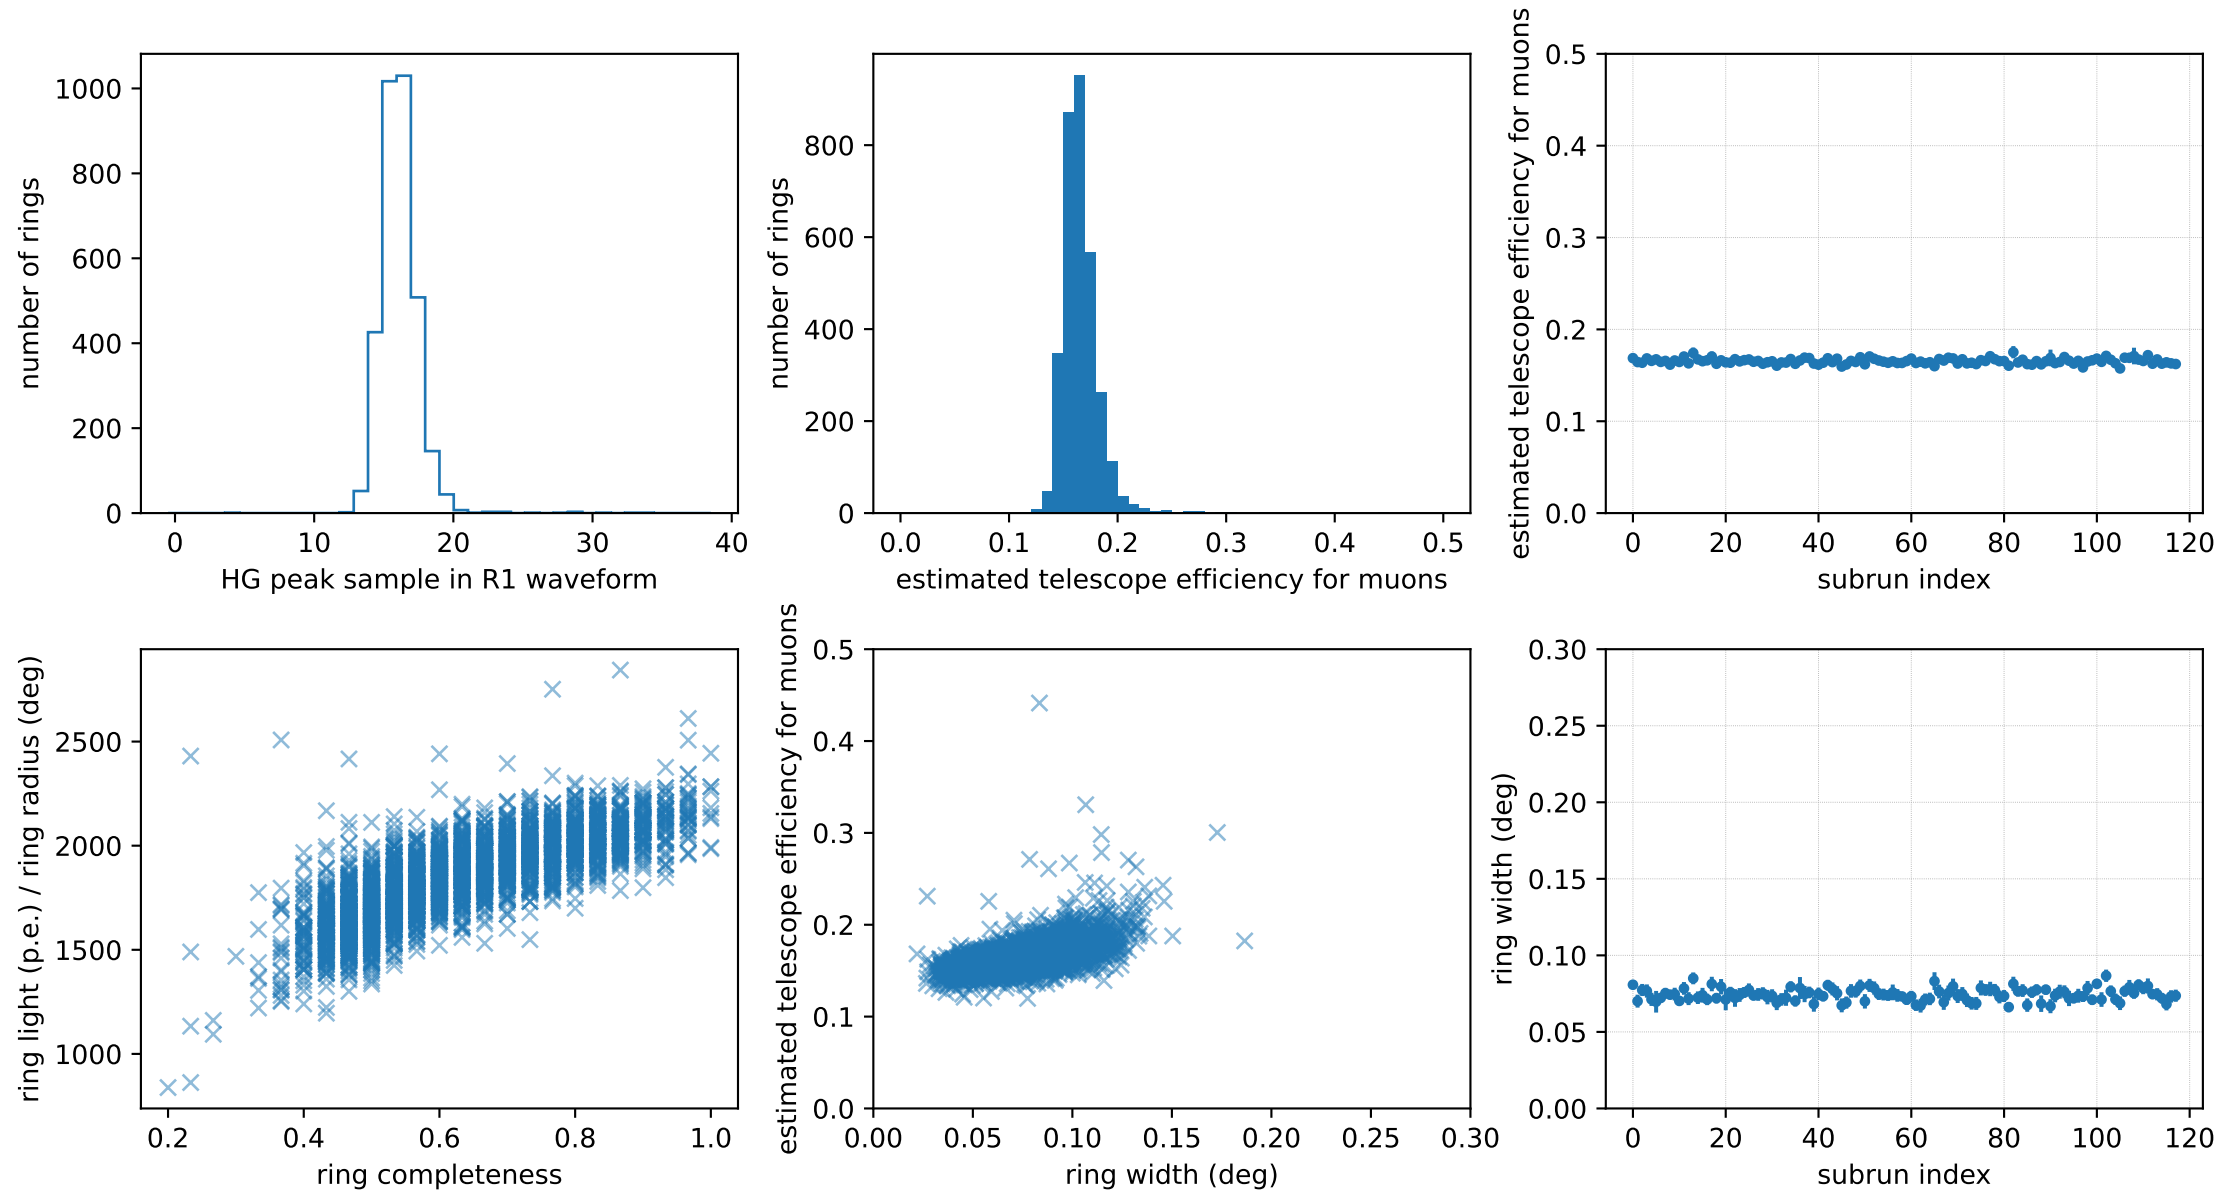 number of rings
1000
800
600
400
200
0
0 10 20 30 40
HG peak sample in R1 waveform
number of rings
800
600
400
200
0
0.0 0.1 0.2 0.3 0.4 0.5
estimated telescope efficiency for muons
estimated telescope efficiency for muons
0.5
0.4
0.3
0.2
0.1
0.0
0 20 40 60 80 100 120
subrun index
ring light (p.e.) / ring radius (deg)
2500
2000
1500
1000
0.2 0.4 0.6 0.8 1.0
ring completeness
estimated telescope efficiency for muons
0.5
0.4
0.3
0.2
0.1
0.0
0.00 0.05 0.10 0.15 0.20 0.25 0.30
ring width (deg)
ring width (deg)
0.30
0.25
0.20
0.15
0.10
0.05
0.00
0 20 40 60 80 100 120
subrun index